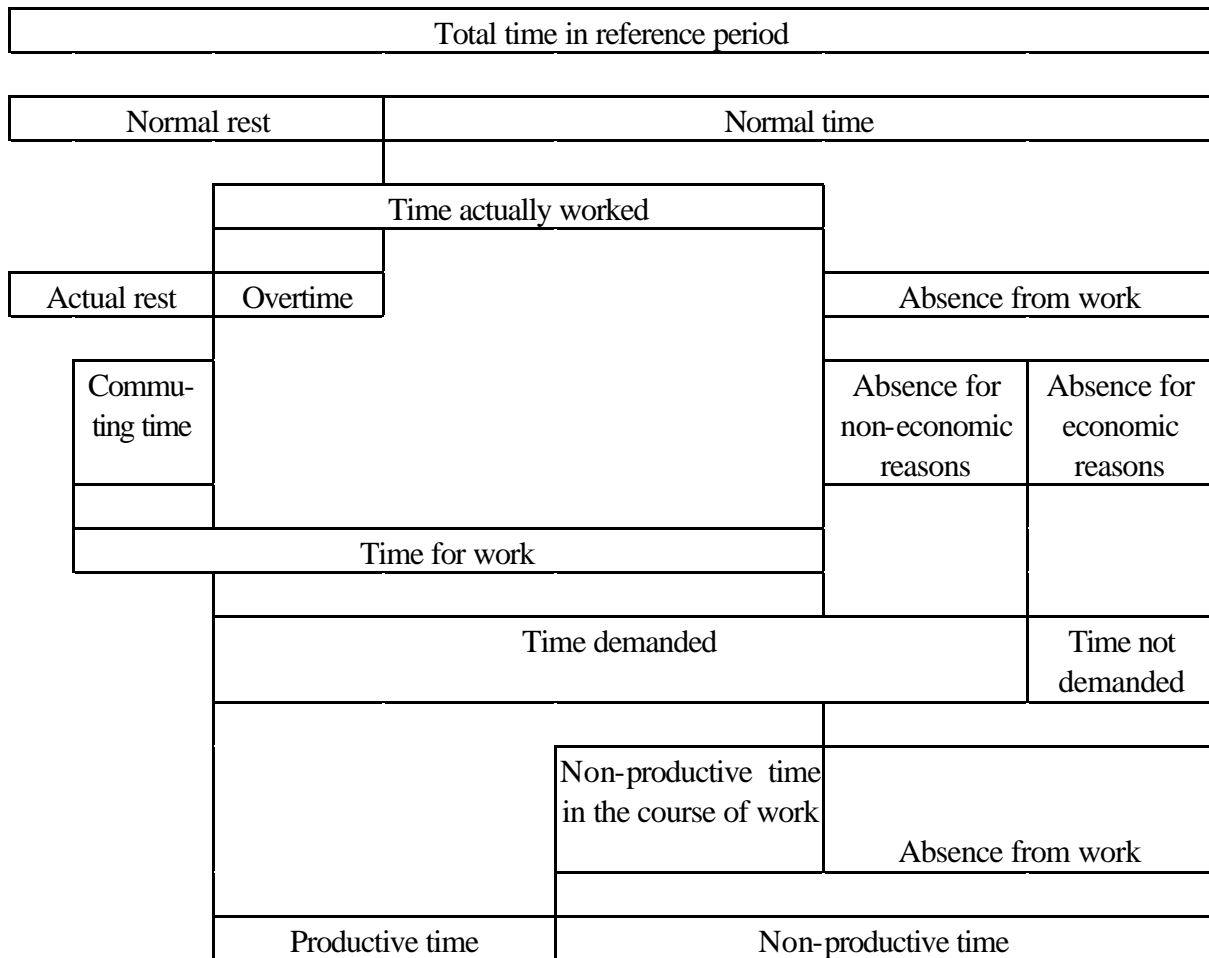 Total time in reference period
Normal rest
Normal time
Time actually worked
Actual rest
Overtime
Absence from work
Commu-
ting time
Absence for
non-economic
reasons
Absence for
economic
reasons
Time for work
Time demanded
Time not
demanded
Non-productive time
in the course of work
Absence from work
Productive time
Non-productive time